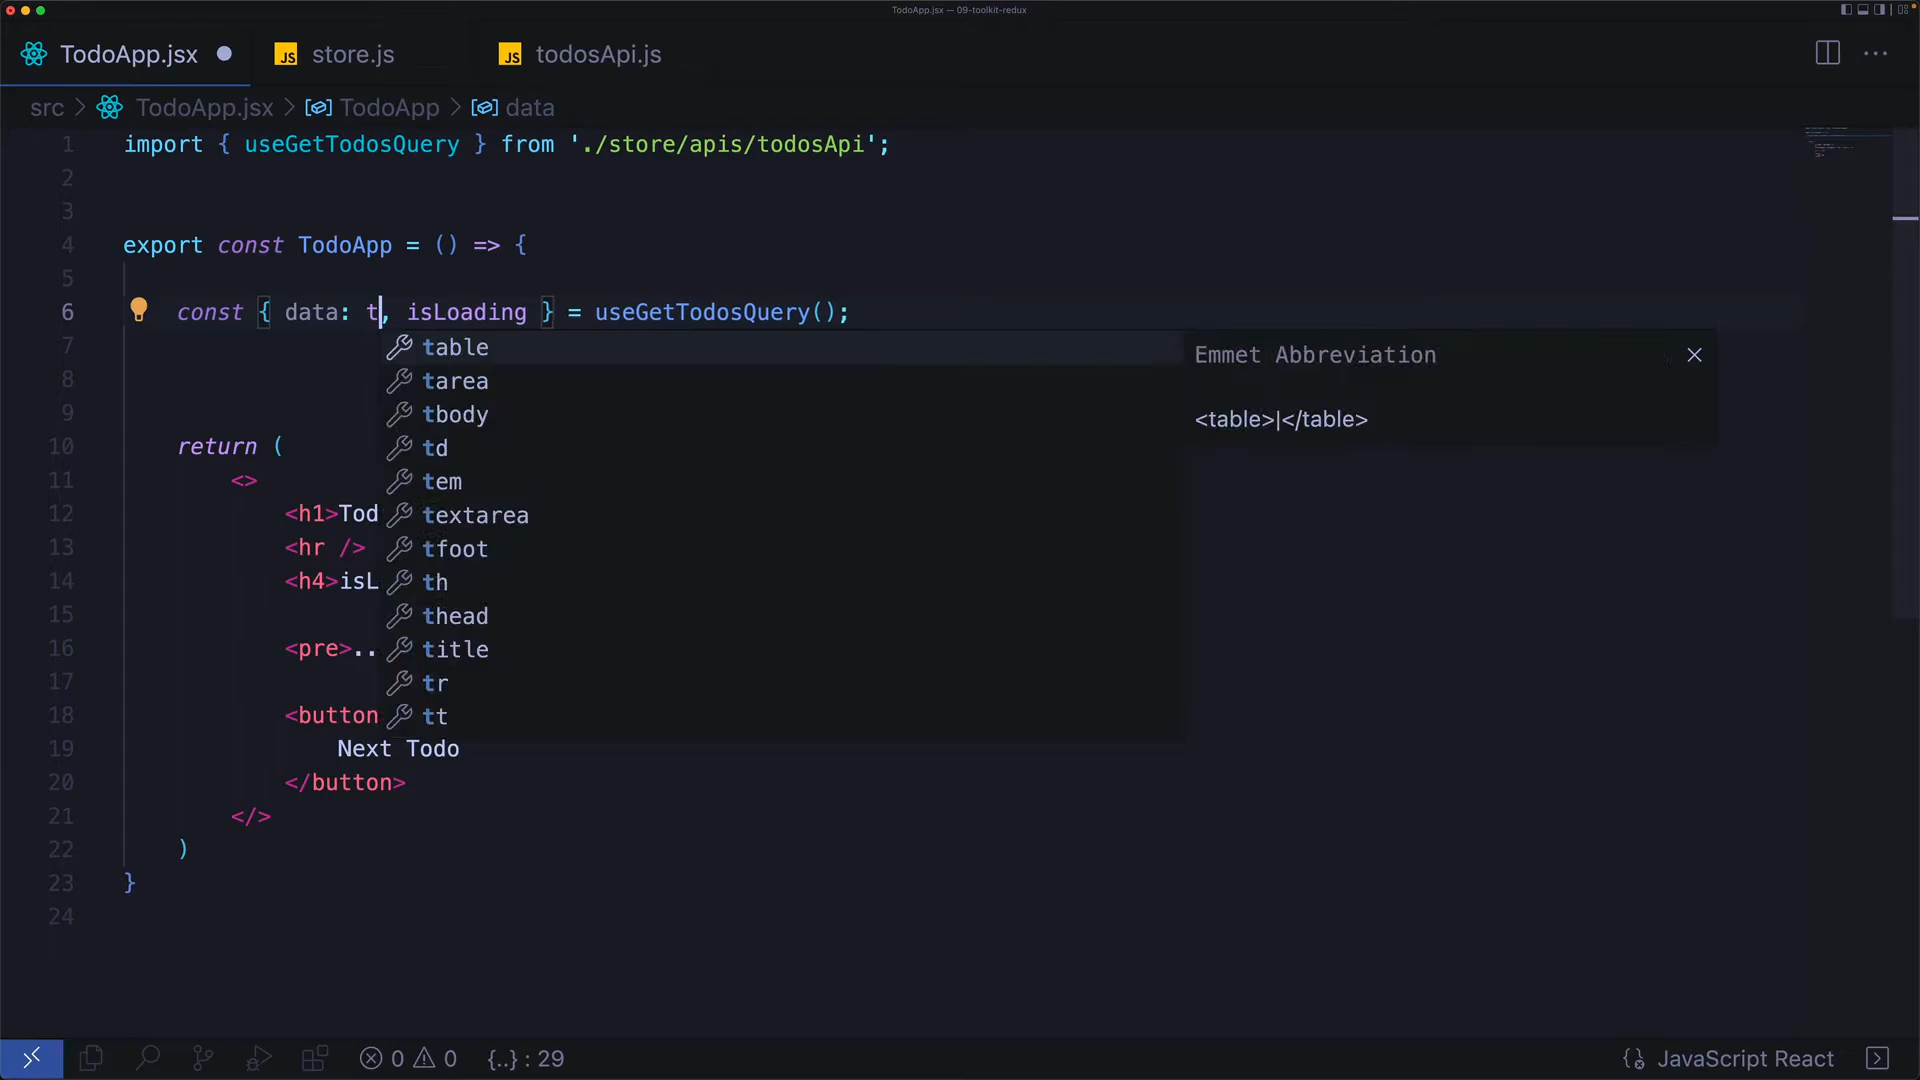 TodoApp.jsx — 09-toolkit-redux
TodoApp.jsx
store.js
todosApi.js
src > TodoApp.jsx > TodoApp > data
1 import { useGetTodosQuery } from './store/apis/todosApi';
2
3
4 export const TodoApp = () => {
5
6 const { data: t, isLoading } = useGetTodosQuery();
7
8
9
10 return (
11 <>
12 <h1>Tod
13 <hr />
14 <h4>isL
15
16 <pre>..
17
18 <button
19 Next Todo
20 </button>
21 </>
22 )
23 }
24
table
tarea
tbody
td
tem
textarea
tfoot
th
thead
title
tr
tt
Emmet Abbreviation
<table>|</table>
0 0 {..} : 29
JavaScript React